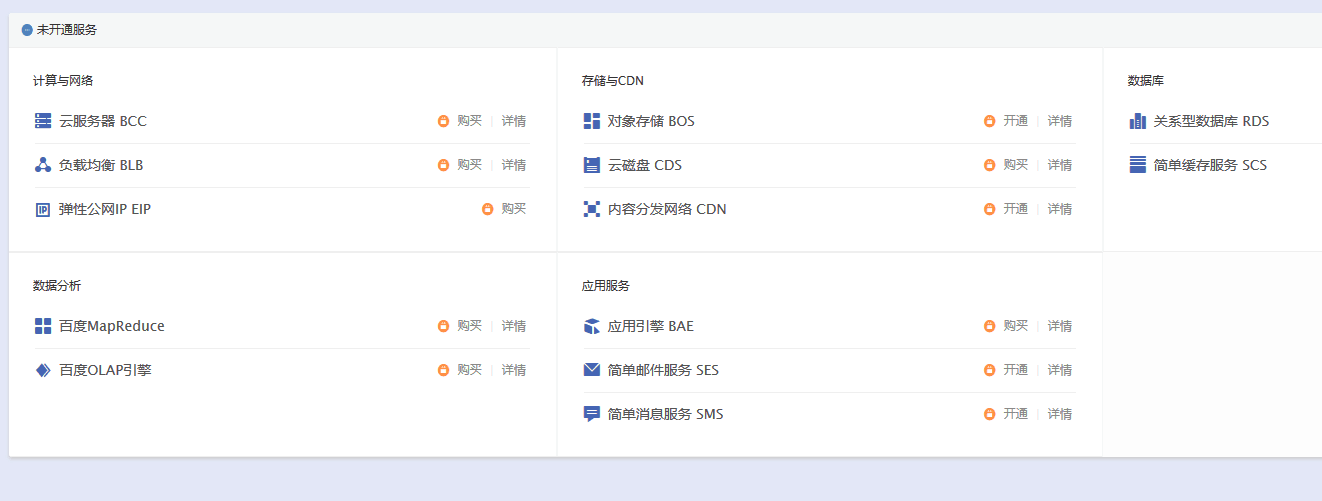 未开通服务
计算与网络
云服务器 BCC 购买 详情
负载均衡 BLB 购买 详情
弹性公网IP EIP 购买
存储与CDN
对象存储 BOS 开通 详情
云磁盘 CDS 购买 详情
内容分发网络 CDN 开通 详情
数据库
关系型数据库 RDS
简单缓存服务 SCS
数据分析
百度MapReduce 购买 详情
百度OLAP引擎 购买 详情
应用服务
应用引擎 BAE 购买 详情
简单邮件服务 SES 开通 详情
简单消息服务 SMS 开通 详情